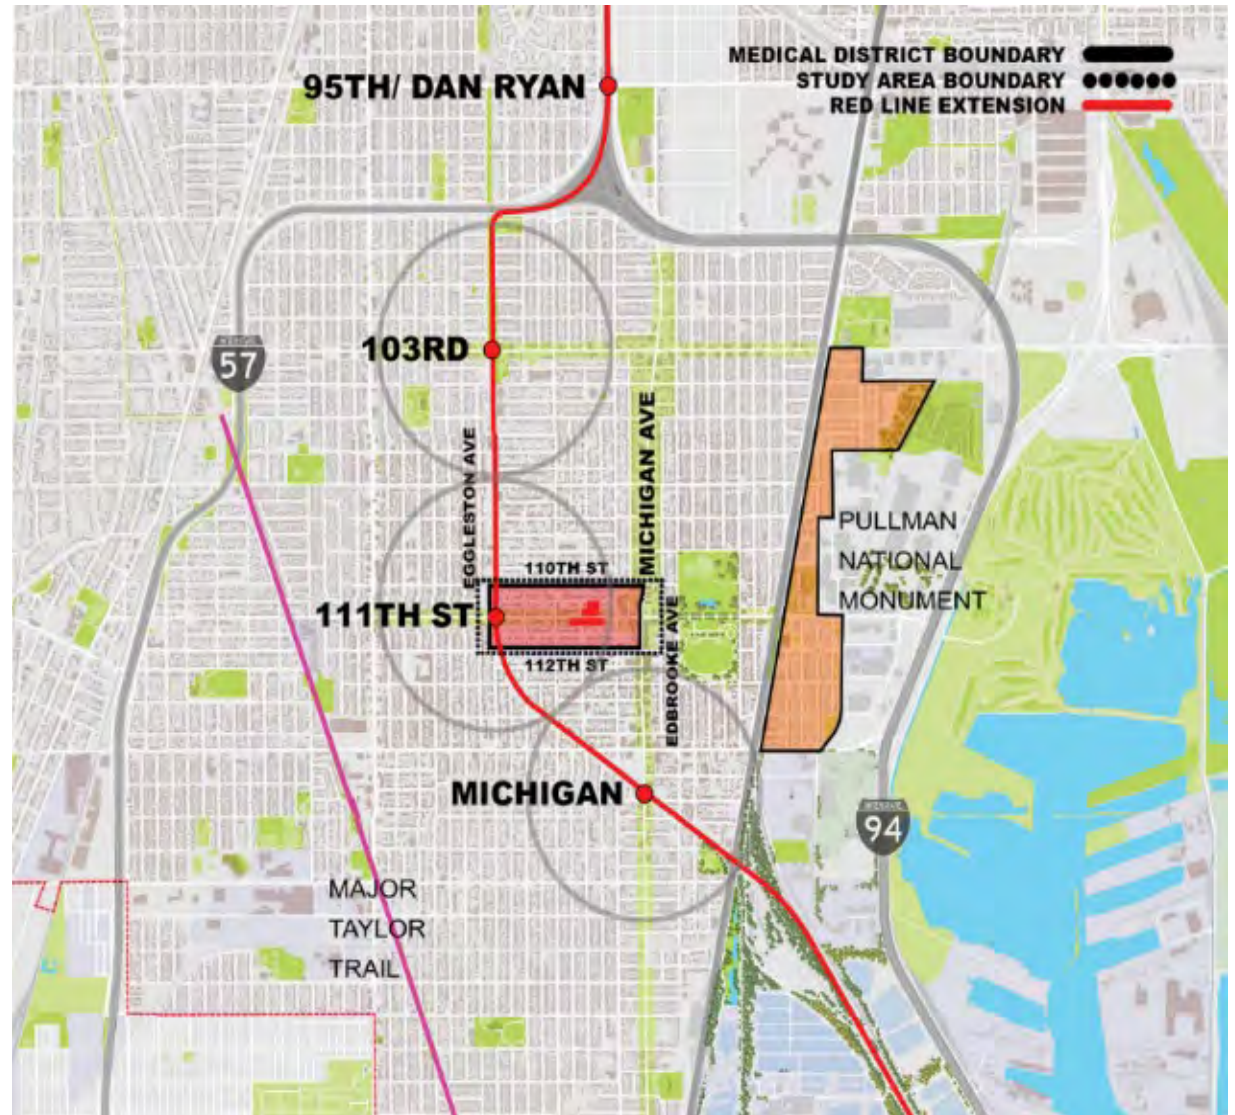 MEDICAL DISTRICT BOUNDARY
STUDY AREA BOUNDARY
RED LINE EXTENSION
95TH/ DAN RYAN
103RD
57
EGGLESTON AVE
MICHIGAN AVE
PULLMAN
NATIONAL
MONUMENT
110TH ST
111TH ST
112TH ST
EDBROOKE AVE
MICHIGAN
94
MAJOR
TAYLOR
TRAIL